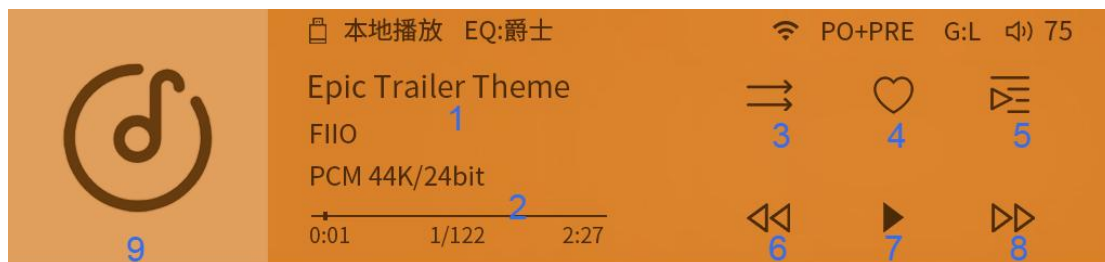 本地播放 EQ:爵士 PO+PRE G:L 75
Epic Trailer Theme
1
FIIO
3 4 5
PCM 44K/24bit
2
0:01 1/122 2:27
9 6 7 8